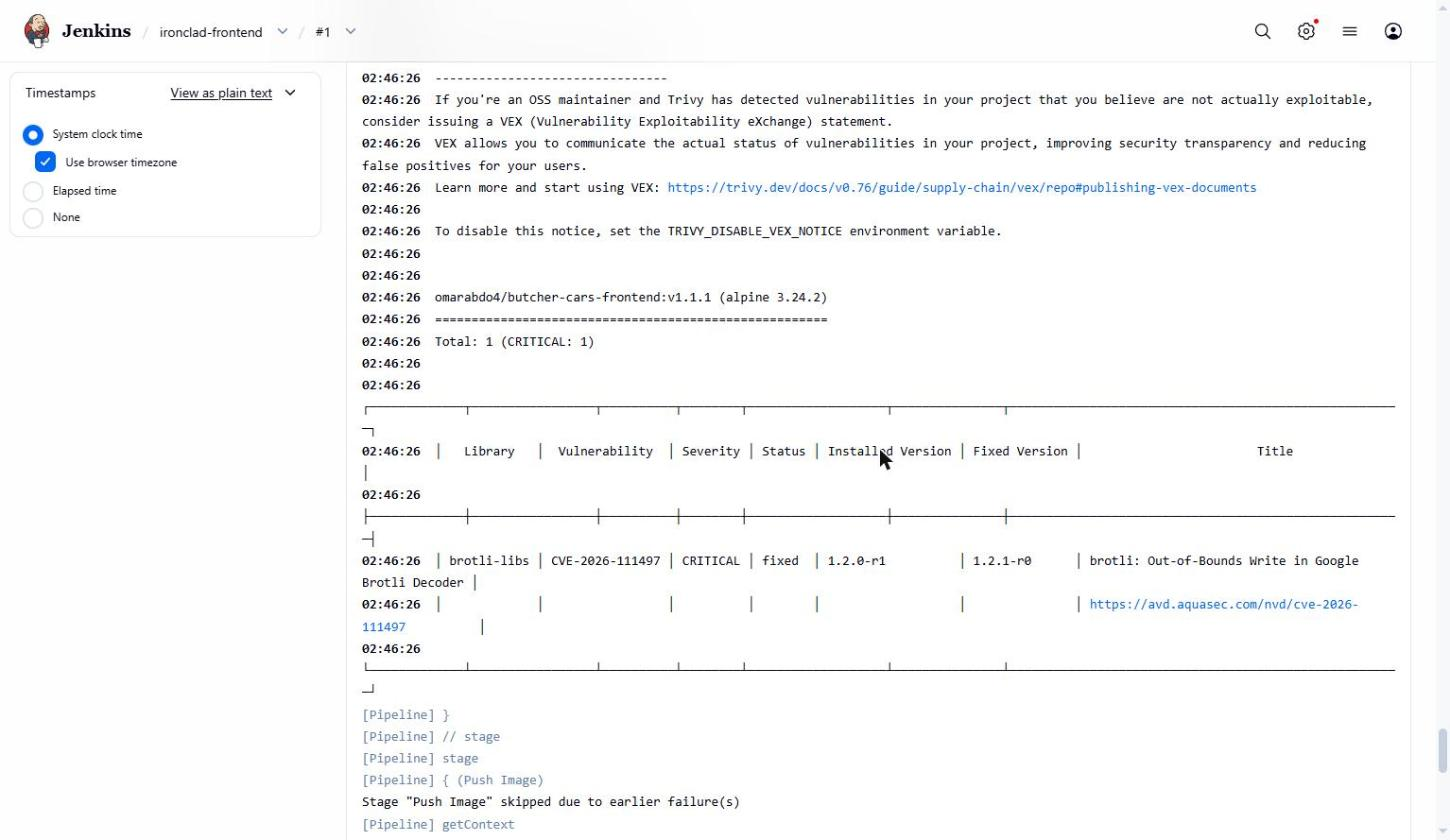 Jenkins / ironclad-frontend / #1
Timestamps View as plain text
System clock time
Use browser timezone
Elapsed time
None
02:46:26 -------------------------------
02:46:26 If you're an OSS maintainer and Trivy has detected vulnerabilities in your project that you believe are not actually exploitable,
consider issuing a VEX (Vulnerability Exploitability eXchange) statement.
02:46:26 VEX allows you to communicate the actual status of vulnerabilities in your project, improving security transparency and reducing
false positives for your users.
02:46:26 Learn more and start using VEX: https://trivy.dev/docs/v0.76/guide/supply-chain/vex/repo#publishing-vex-documents
02:46:26
02:46:26 To disable this notice, set the TRIVY_DISABLE_VEX_NOTICE environment variable.
02:46:26
02:46:26
02:46:26 omarabdo4/butcher-cars-frontend:v1.1.1 (alpine 3.24.2)
02:46:26 ======================================================
02:46:26 Total: 1 (CRITICAL: 1)
02:46:26
02:46:26
02:46:26 │ Library │ Vulnerability │ Severity │ Status │ Installed Version │ Fixed Version │ Title
│
02:46:26
02:46:26 │ brotli-libs │ CVE-2026-111497 │ CRITICAL │ fixed │ 1.2.0-r1 │ 1.2.1-r0 │ brotli: Out-of-Bounds Write in Google
Brotli Decoder │
02:46:26 │ │ │ │ │ │ │ https://avd.aquasec.com/nvd/cve-2026-
111497 │
02:46:26
[Pipeline] }
[Pipeline] // stage
[Pipeline] stage
[Pipeline] { (Push Image)
Stage "Push Image" skipped due to earlier failure(s)
[Pipeline] getContext